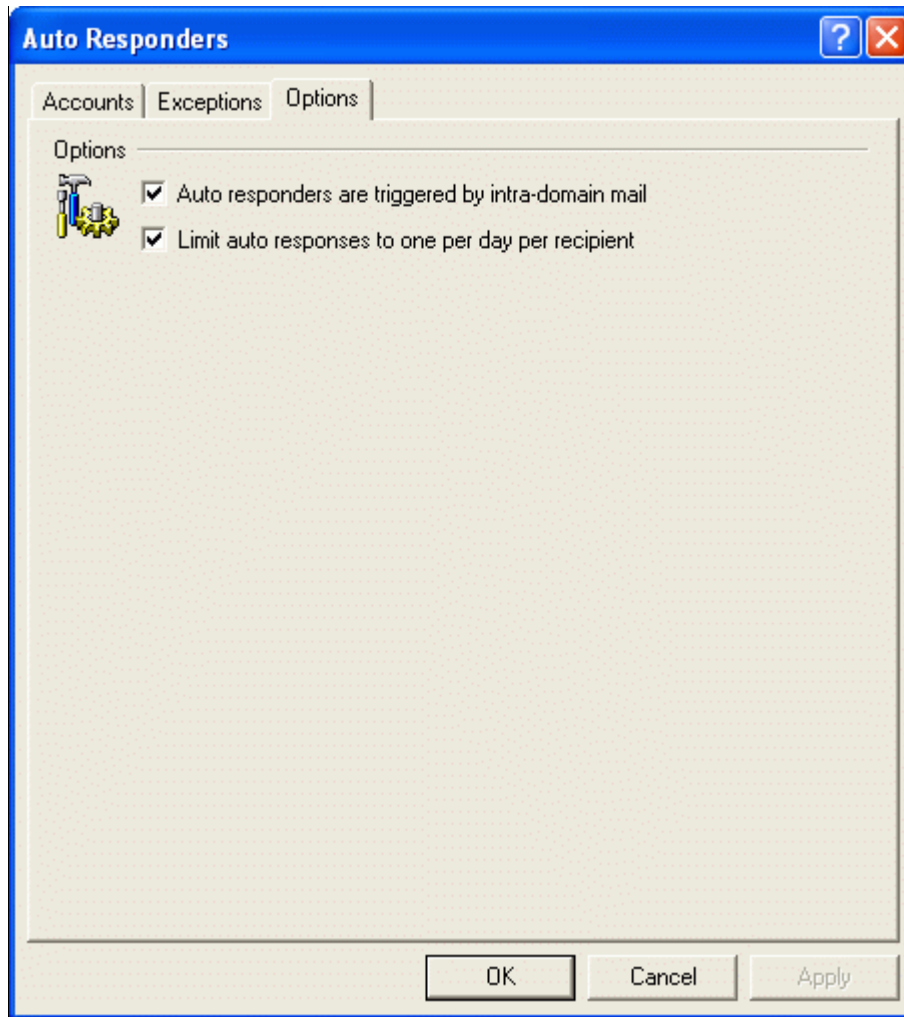 Auto Responders
Accounts Exceptions Options
Options
Auto responders are triggered by intra-domain mail
Limit auto responses to one per day per recipient
OK Cancel Apply